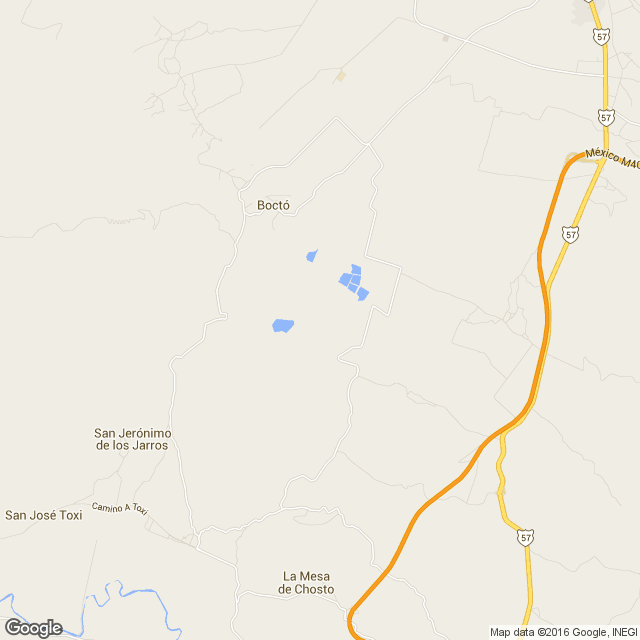 57
57
México M40
Boctó
57
San Jerónimo
de los Jarros
Camino A Toxi
San José Toxi
57
La Mesa
de Chosto
Google
Map data ©2016 Google, INEGI